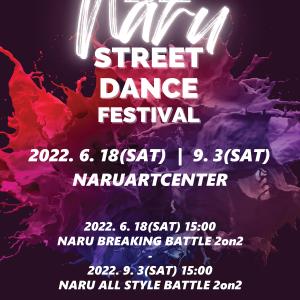 Naru
STREET
DANCE
FESTIVAL
2022. 6. 18(SAT) | 9. 3(SAT)
NARUARTCENTER
2022. 6. 18(SAT) 15:00
NARU BREAKING BATTLE 2on2
-
2022. 9. 3(SAT) 15:00
NARU ALL STYLE BATTLE 2on2